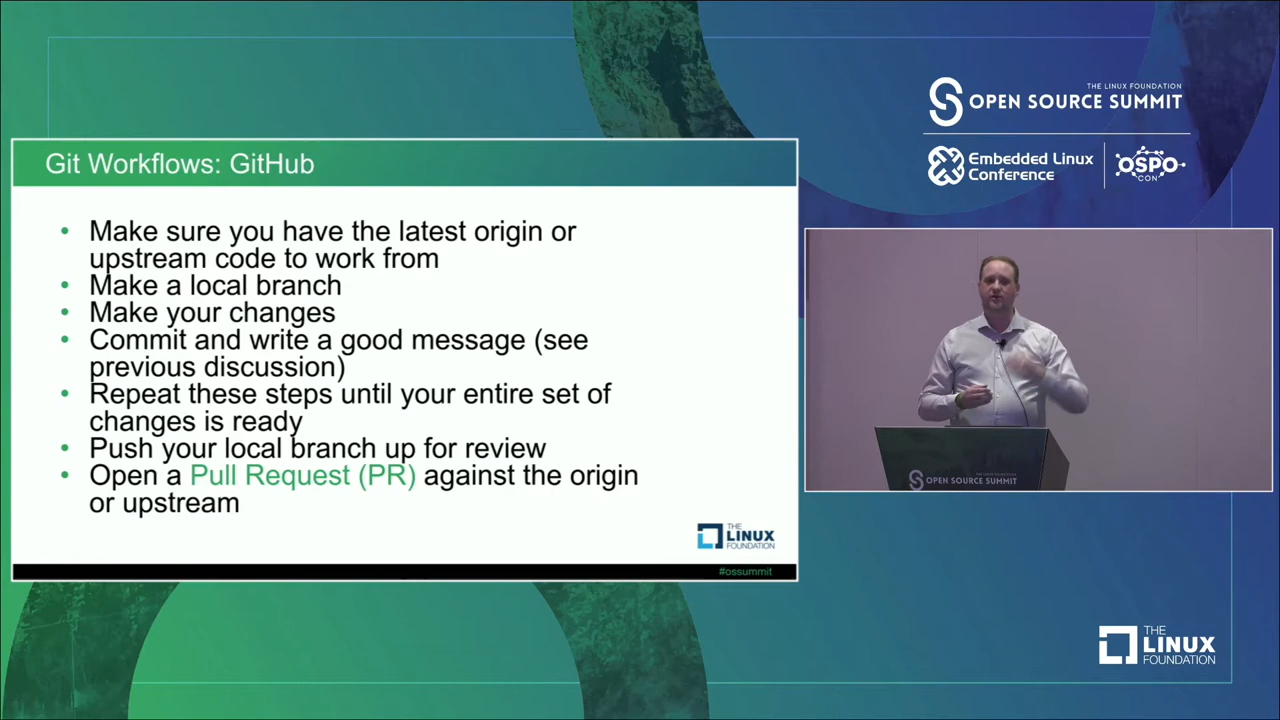 THE LINUX FOUNDATION
OPEN SOURCE SUMMIT
Embedded Linux
Conference
OSPO
CON
Git Workflows: GitHub
• Make sure you have the latest origin or
upstream code to work from
• Make a local branch
• Make your changes
• Commit and write a good message (see
previous discussion)
• Repeat these steps until your entire set of
changes is ready
• Push your local branch up for review
• Open a Pull Request (PR) against the origin
or upstream
THE
LINUX
FOUNDATION
#ossummit
THE LINUX FOUNDATION
OPEN SOURCE SUMMIT
THE
LINUX
FOUNDATION